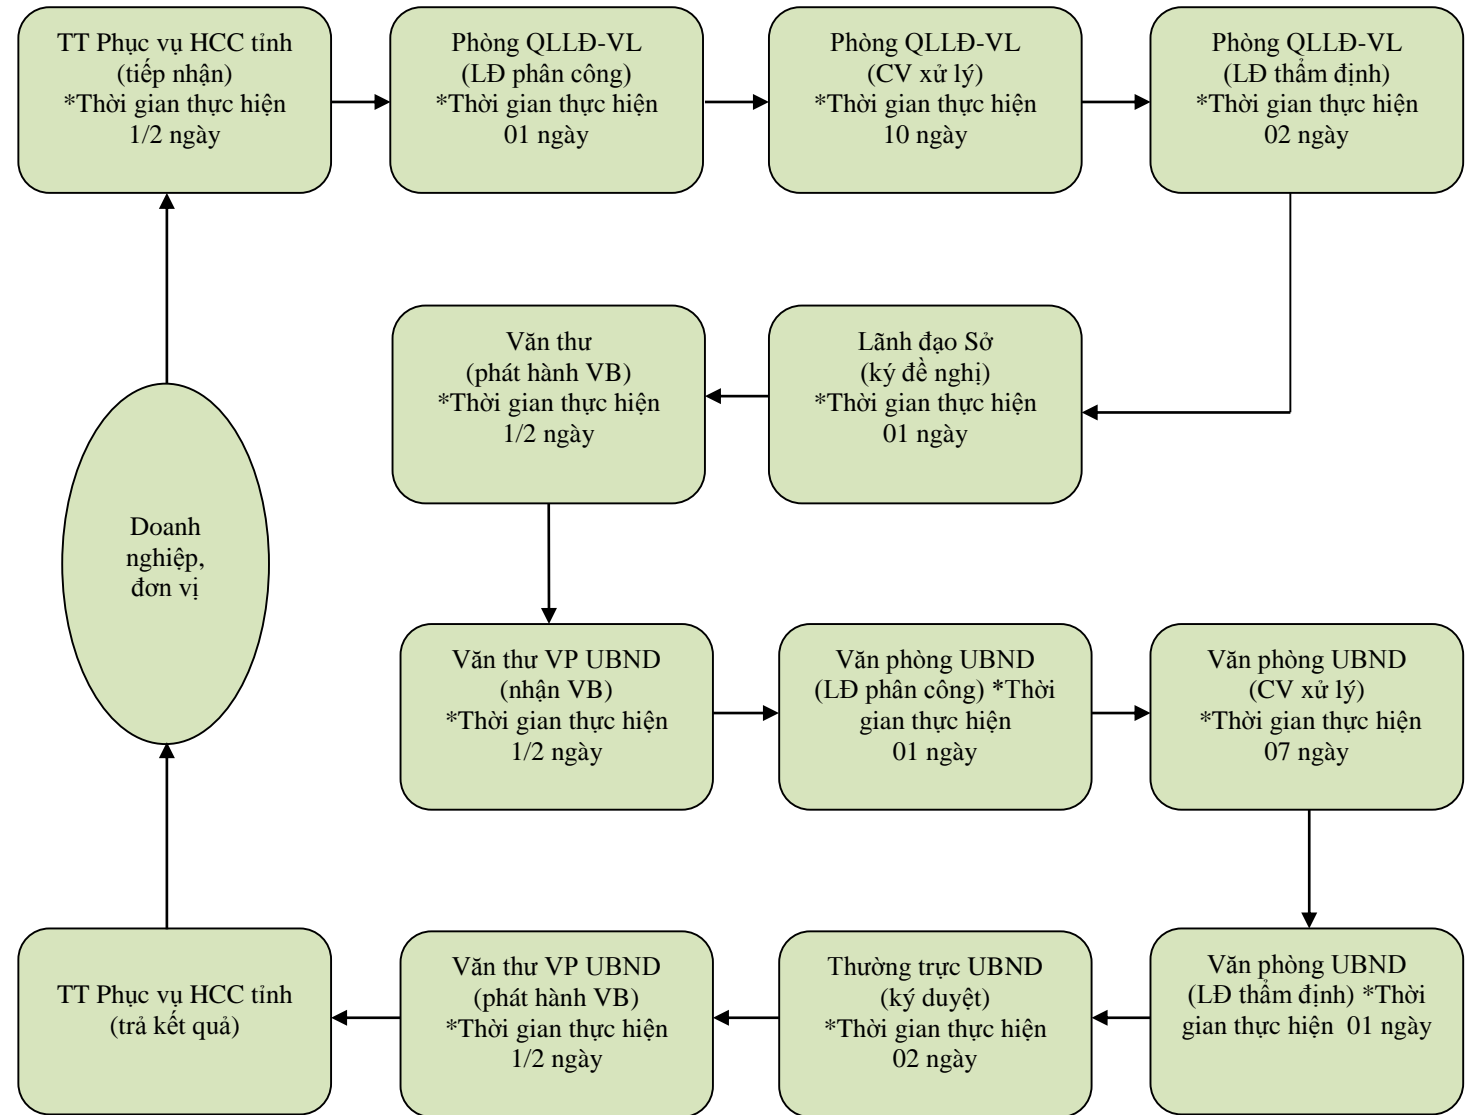 TT Phục vụ HCC tỉnh
(tiếp nhận)
*Thời gian thực hiện
1/2 ngày
Phòng QLLĐ-VL
(LĐ phân công)
*Thời gian thực hiện
01 ngày
Phòng QLLĐ-VL
(CV xử lý)
*Thời gian thực hiện
10 ngày
Phòng QLLĐ-VL
(LĐ thẩm định)
*Thời gian thực hiện
02 ngày
Lãnh đạo Sở
(ký đề nghị)
*Thời gian thực hiện
01 ngày
Văn thư
(phát hành VB)
*Thời gian thực hiện
1/2 ngày
Doanh
nghiệp,
đơn vị
Văn thư VP UBND
(nhận VB)
*Thời gian thực hiện
1/2 ngày
Văn phòng UBND
(LĐ phân công) *Thời
gian thực hiện
01 ngày
Văn phòng UBND
(CV xử lý)
*Thời gian thực hiện
07 ngày
Văn phòng UBND
(LĐ thẩm định) *Thời
gian thực hiện 01 ngày
Thường trực UBND
(ký duyệt)
*Thời gian thực hiện
02 ngày
Văn thư VP UBND
(phát hành VB)
*Thời gian thực hiện
1/2 ngày
TT Phục vụ HCC tỉnh
(trả kết quả)